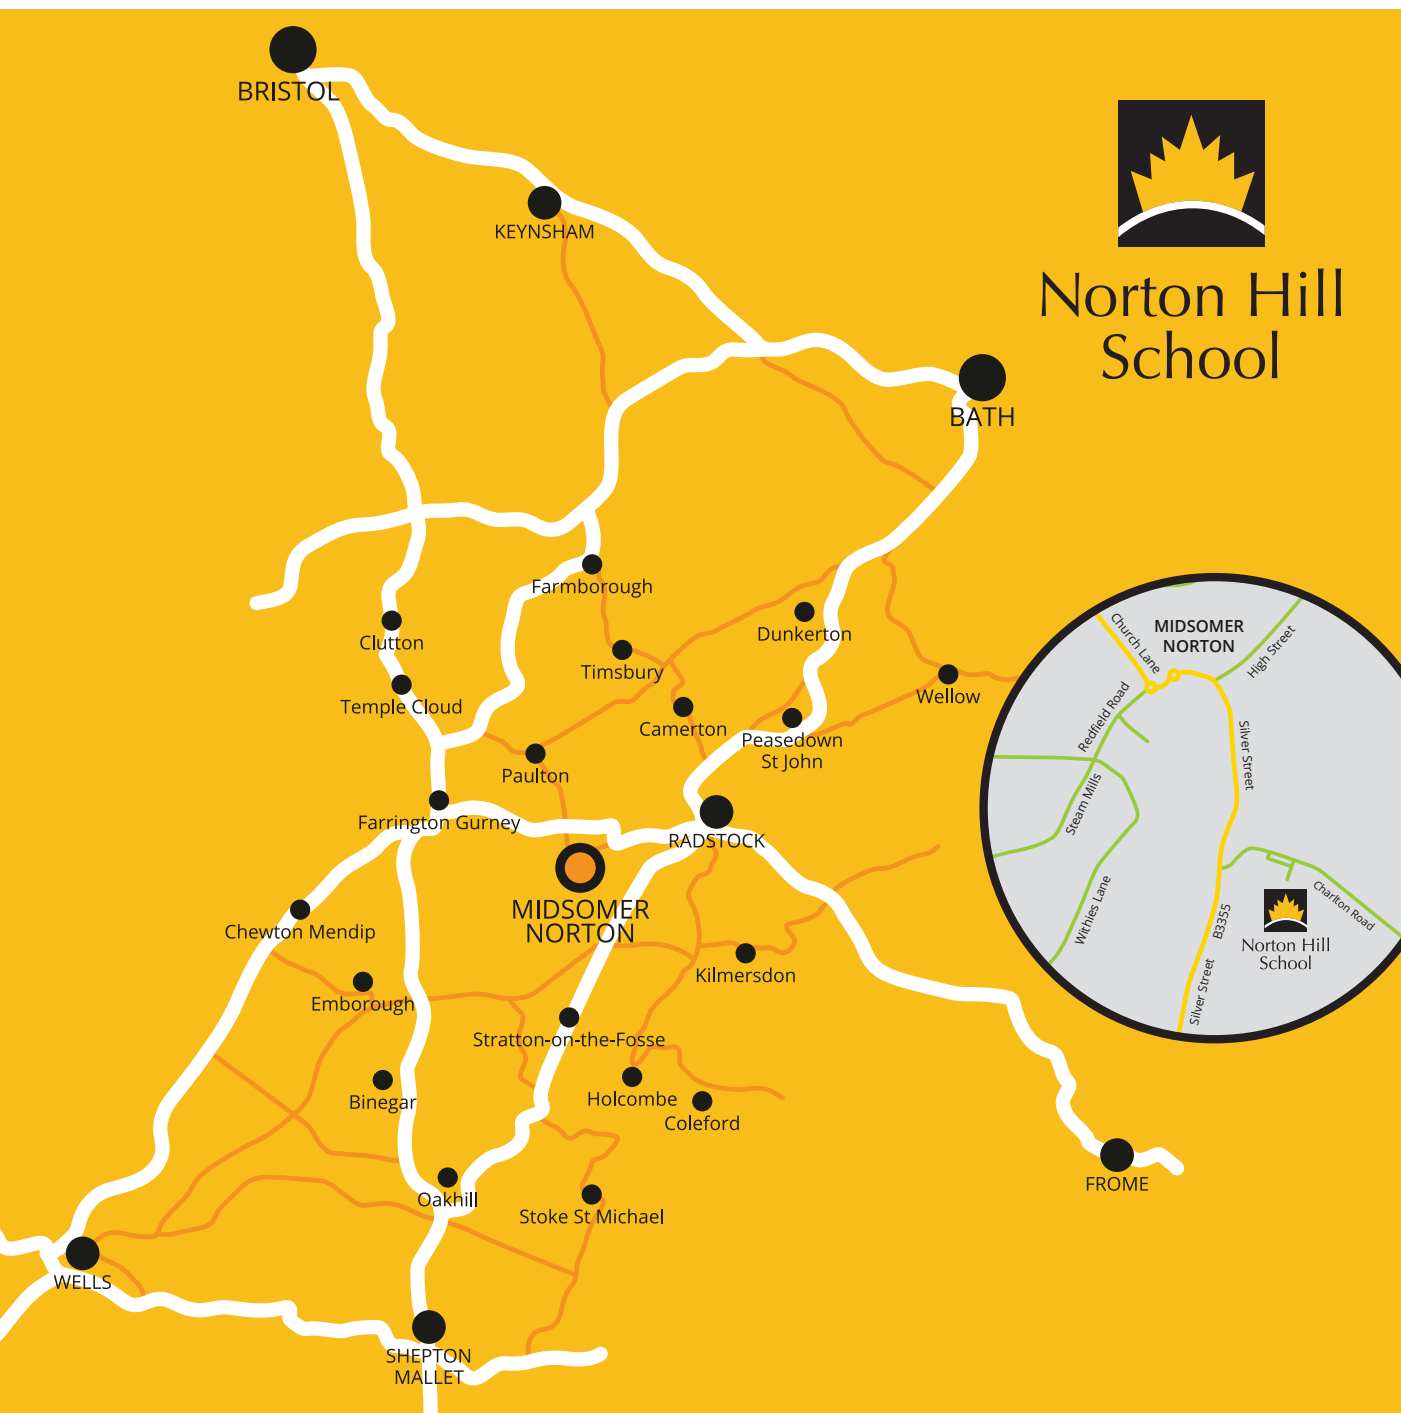 BRISTOL
KEYNSHAM
Norton Hill
School
BATH
Farmborough
Clutton
Dunkerton
Timsbury
Temple Cloud
Wellow
Camerton
Peasedown
St John
Paulton
Farrington Gurney
RADSTOCK
MIDSOMER
NORTON
Chewton Mendip
Kilmersdon
Emborough
Stratton-on-the-Fosse
Binegar
Holcombe
Coleford
Oakhill
Stoke St Michael
FROME
WELLS
SHEPTON
MALLET
Church Lane
MIDSOMER
NORTON
High Street
Redfield Road
Silver Street
Steam Mills
Withies Lane
Charlton Road
B3355
Norton Hill
School
Silver Street